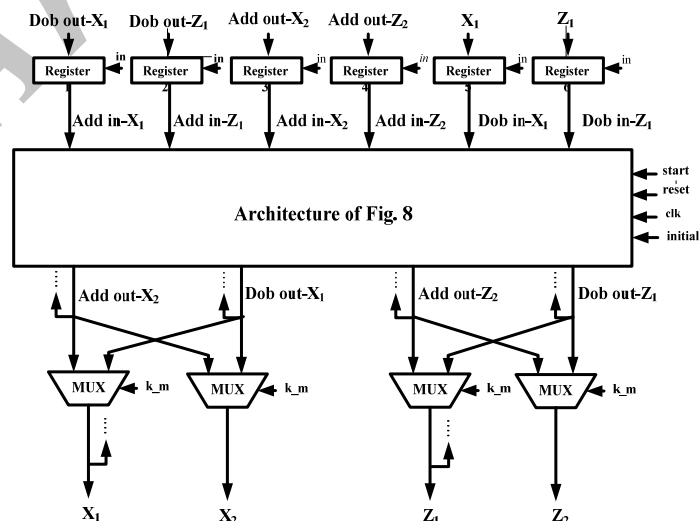 Dob out-X1 Dob out-Z1 Add out-X2 Add out-Z2 X1 Z1
in in in in in in
Register Register Register Register Register Register
1 2 3 4 5 6
Add in-X1 Add in-Z1 Add in-X2 Add in-Z2 Dob in-X1 Dob in-Z1
start
reset
Architecture of Fig. 8
clk
initial
Add out-X2 Dob out-X1 Add out-Z2 Dob out-Z1
MUX k_m MUX k_m MUX k_m MUX k_m
X1 X2 Z1 Z2